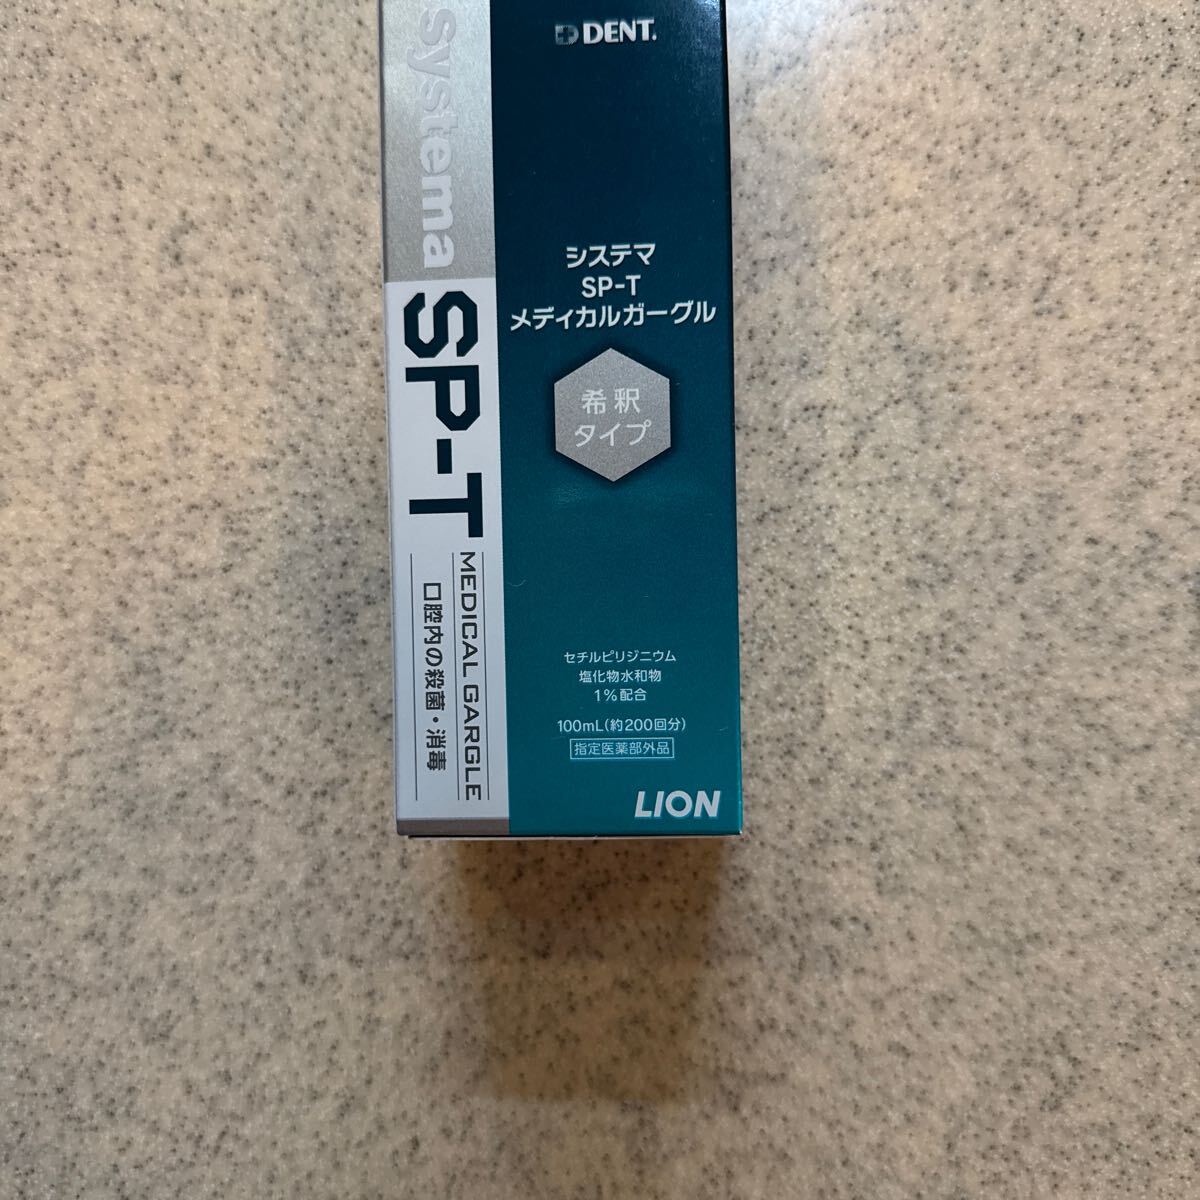 systema
SP-T
MEDICAL GARGLE
口腔内の殺菌・消毒
DENT.
システマ
SP-T
メディカルガーグル
希釈
タイプ
セチルピリジニウム
塩化物水和物
1%配合
100mL(約200回分)
指定医薬部外品
LION